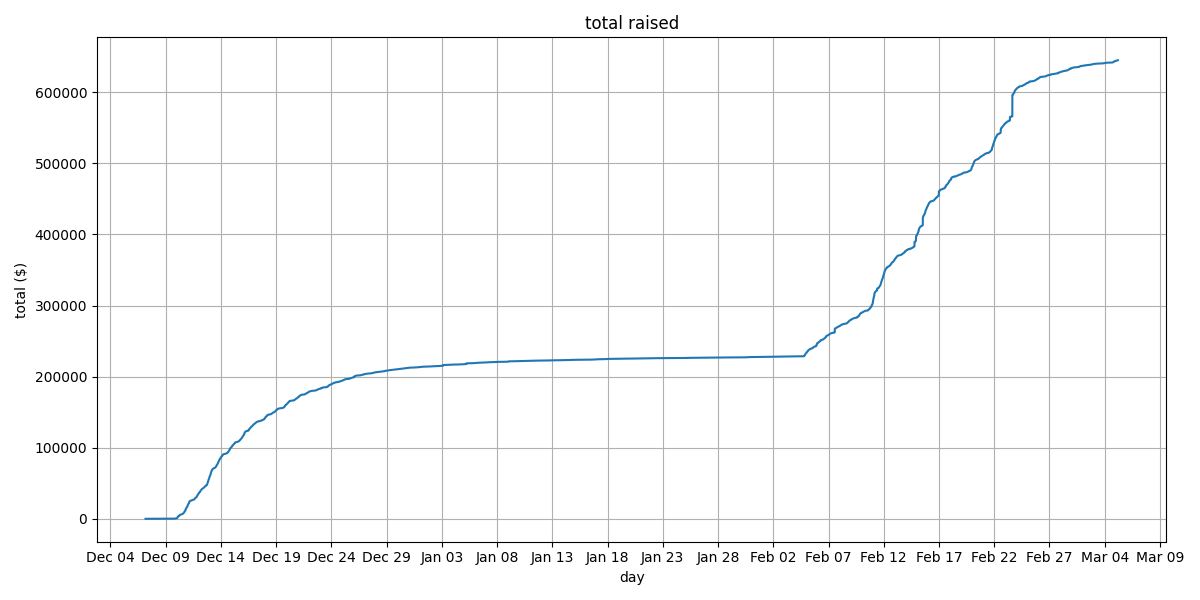 total raised
total ($)
600000
500000
400000
300000
200000
100000
0
Dec 04 Dec 09 Dec 14 Dec 19 Dec 24 Dec 29 Jan 03 Jan 08 Jan 13 Jan 18 Jan 23 Jan 28 Feb 02 Feb 07 Feb 12 Feb 17 Feb 22 Feb 27 Mar 04 Mar 09
day